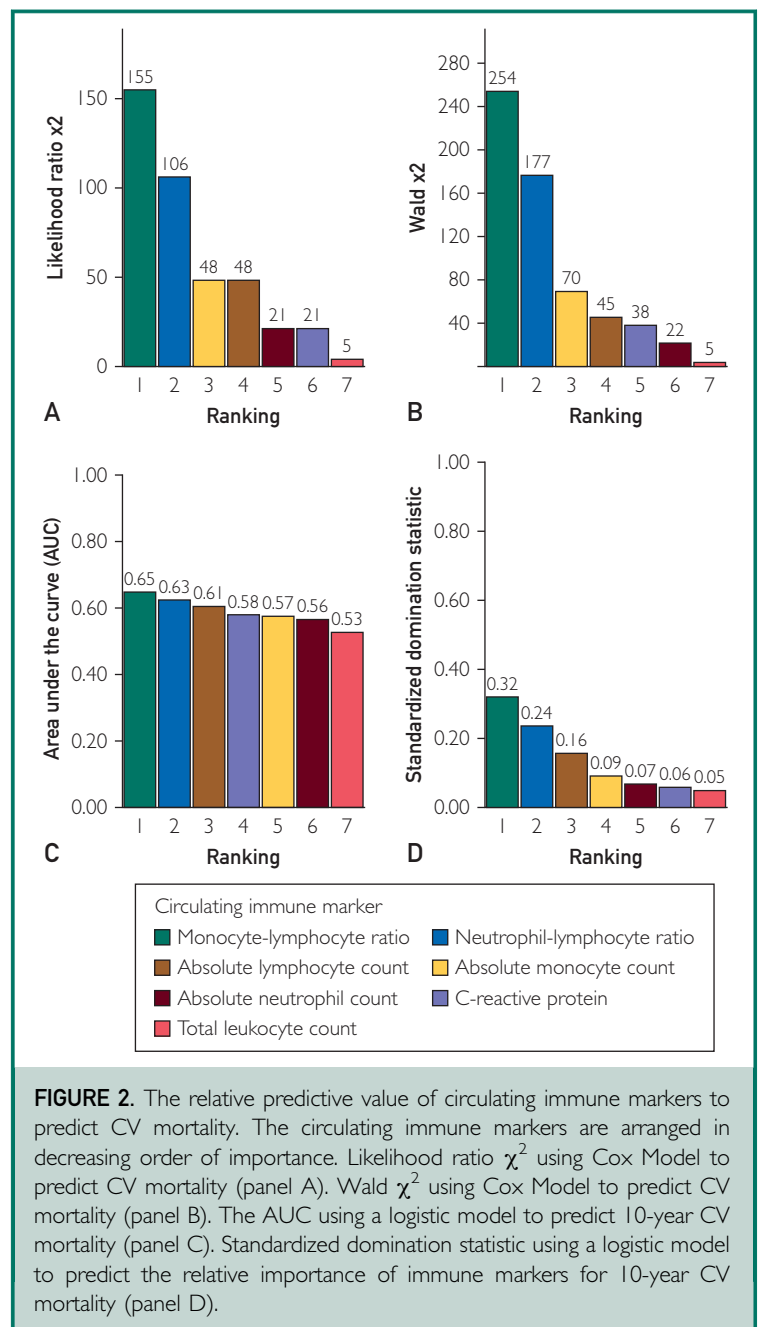 155
106
48
48
21
21
5
150
100
50
0
Likelihood ratio x2
1 2 3 4 5 6 7
Ranking
A
254
177
70
45
38
22
5
280
240
200
160
120
80
40
Wald x2
1 2 3 4 5 6 7
Ranking
B
1.00
0.80
0.60
0.40
0.20
0.00
Area under the curve (AUC)
0.65
0.63
0.61
0.58
0.57
0.56
0.53
1 2 3 4 5 6 7
Ranking
C
1.00
0.80
0.60
0.40
0.20
0.00
Standardized domination statistic
0.32
0.24
0.16
0.09
0.07
0.06
0.05
1 2 3 4 5 6 7
Ranking
D
Circulating immune marker
Monocyte-lymphocyte ratio Neutrophil-lymphocyte ratio
Absolute lymphocyte count Absolute monocyte count
Absolute neutrophil count C-reactive protein
Total leukocyte count
FIGURE 2. The relative predictive value of circulating immune markers to
predict CV mortality. The circulating immune markers are arranged in
decreasing order of importance. Likelihood ratio χ² using Cox Model to
predict CV mortality (panel A). Wald χ² using Cox Model to predict CV
mortality (panel B). The AUC using a logistic model to predict 10-year CV
mortality (panel C). Standardized domination statistic using a logistic model
to predict the relative importance of immune markers for 10-year CV
mortality (panel D).